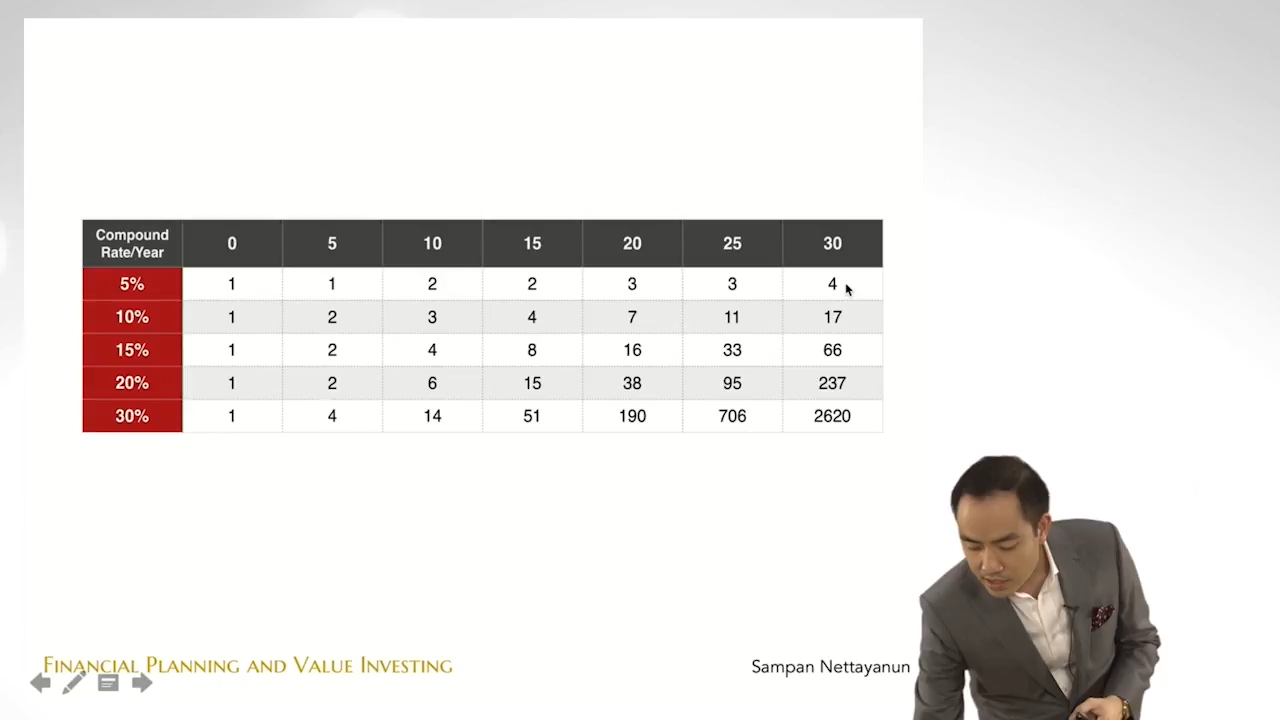 Compound
Rate/Year 0 5 10 15 20 25 30
5% 1 1 2 2 3 3 4
10% 1 2 3 4 7 11 17
15% 1 2 4 8 16 33 66
20% 1 2 6 15 38 95 237
30% 1 4 14 51 190 706 2620
Financial Planning and Value Investing
Sampan Nettayanun